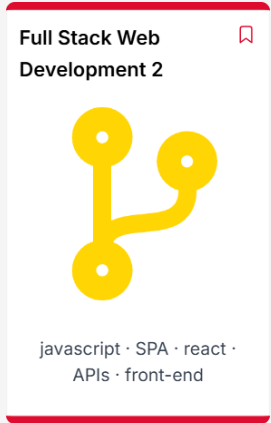 Full Stack Web
Development 2
javascript · SPA · react ·
APIs · front-end